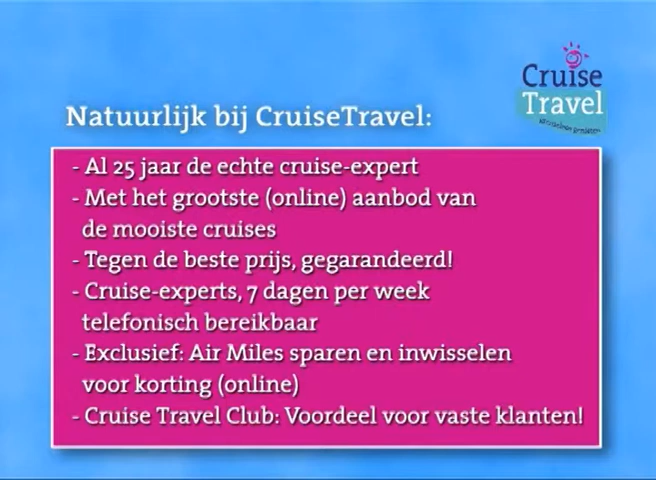 Cruise
Travel
Natuurlijk bij CruiseTravel:
- Al 25 jaar de echte cruise-expert
- Met het grootste (online) aanbod van
de mooiste cruises
- Tegen de beste prijs, gegarandeerd!
- Cruise-experts, 7 dagen per week
telefonisch bereikbaar
- Exclusief: Air Miles sparen en inwisselen
voor korting (online)
- Cruise Travel Club: Voordeel voor vaste klanten!